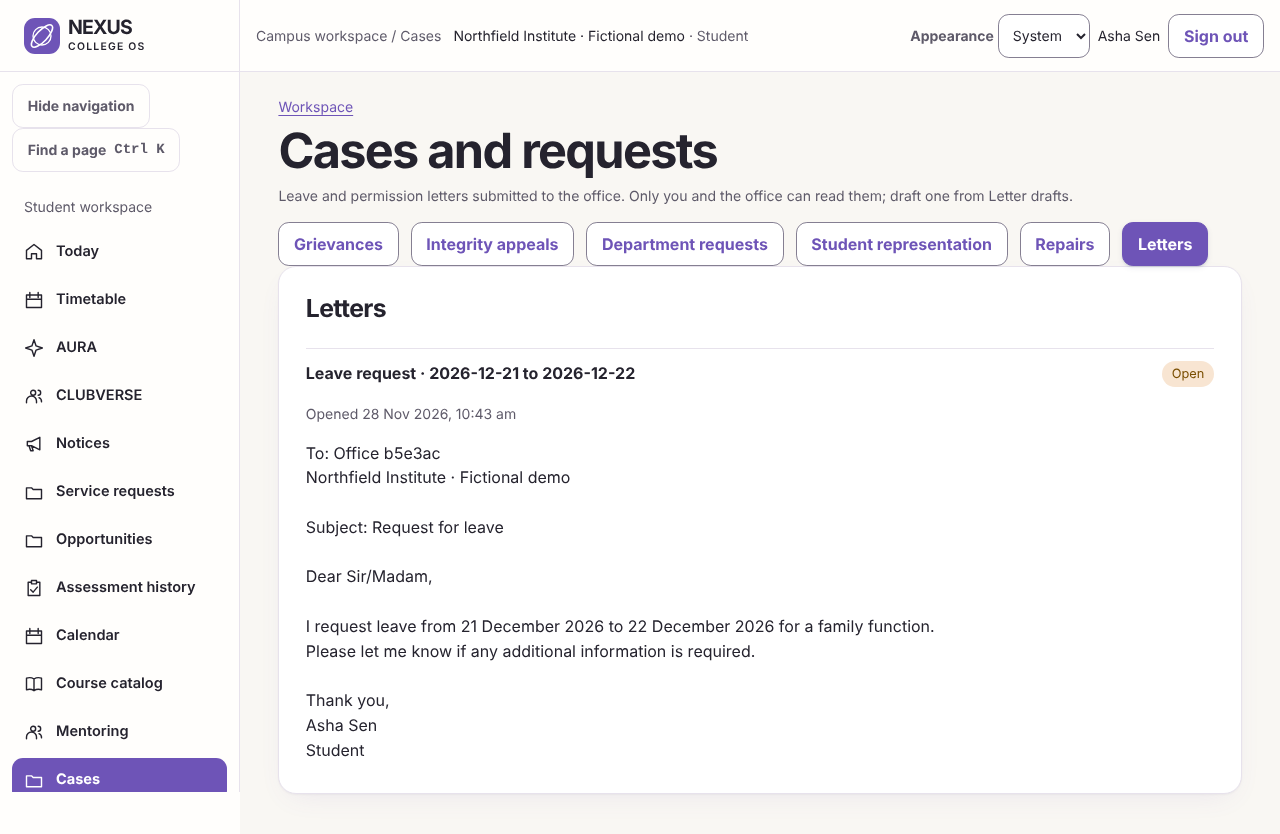 NEXUS
COLLEGE OS
Campus workspace / Cases Northfield Institute · Fictional demo · Student
Appearance System Asha Sen Sign out
Hide navigation
Find a page Ctrl K
Student workspace
Today
Timetable
AURA
CLUBVERSE
Notices
Service requests
Opportunities
Assessment history
Calendar
Course catalog
Mentoring
Cases
Workspace
Cases and requests
Leave and permission letters submitted to the office. Only you and the office can read them; draft one from Letter drafts.
Grievances Integrity appeals Department requests Student representation Repairs Letters
Letters
Leave request · 2026-12-21 to 2026-12-22 Open
Opened 28 Nov 2026, 10:43 am
To: Office b5e3ac
Northfield Institute · Fictional demo
Subject: Request for leave
Dear Sir/Madam,
I request leave from 21 December 2026 to 22 December 2026 for a family function.
Please let me know if any additional information is required.
Thank you,
Asha Sen
Student